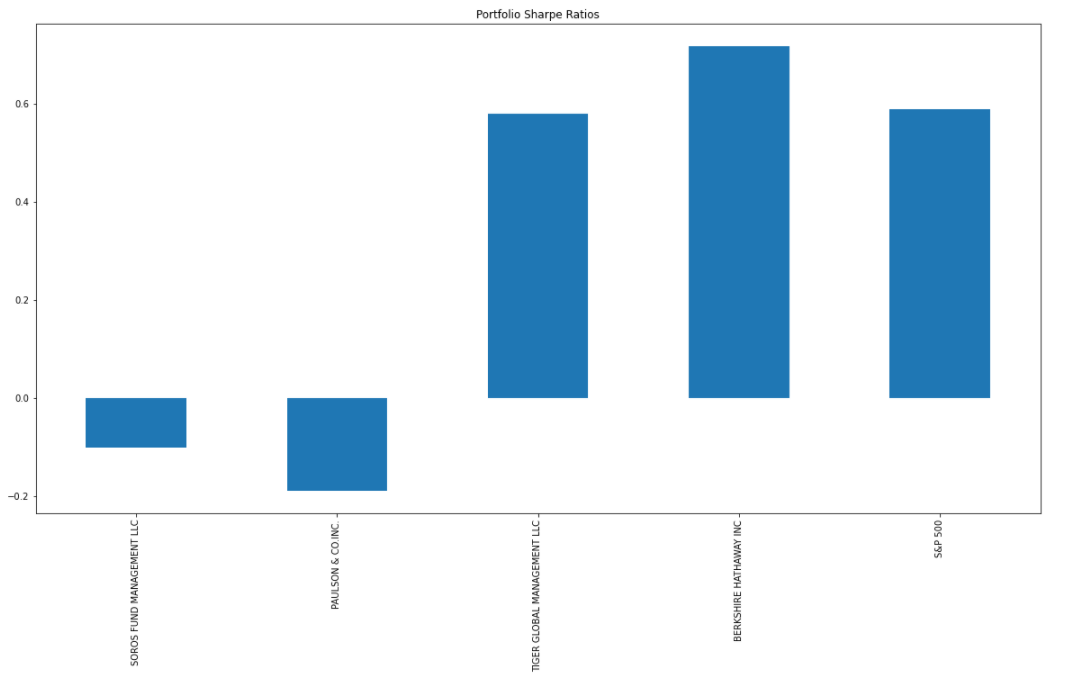 Portfolio Sharpe Ratios
0.6
0.4
0.2
0.0
−0.2
SOROS FUND MANAGEMENT LLC
PAULSON & CO.INC.
TIGER GLOBAL MANAGEMENT LLC
BERKSHIRE HATHAWAY INC
S&P 500